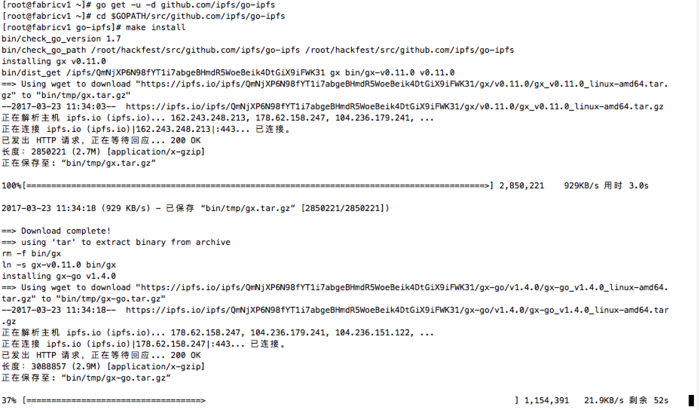 [root@fabricv1 ~]# go get -u -d github.com/ipfs/go-ipfs
[root@fabricv1 ~]# cd $GOPATH/src/github.com/ipfs/go-ipfs
[root@fabricv1 go-ipfs]# make install
bin/check_go_version 1.7
bin/check_go_path /root/hackfest/src/github.com/ipfs/go-ipfs /root/hackfest/src/github.com/ipfs/go-ipfs
installing gx v0.11.0
bin/dist_get /ipfs/QmNjXP6N98fYT1i7abgeBHmdR5WoeBeik4DtGiX9iFWK31 gx bin/gx-v0.11.0 v0.11.0
==> Using wget to download "https://ipfs.io/ipfs/QmNjXP6N98fYT1i7abgeBHmdR5WoeBeik4DtGiX9iFWK31/gx/v0.11.0/gx_v0.11.0_linux-amd64.tar.
gz" to "bin/tmp/gx.tar.gz"
--2017-03-23 11:34:03--  https://ipfs.io/ipfs/QmNjXP6N98fYT1i7abgeBHmdR5WoeBeik4DtGiX9iFWK31/gx/v0.11.0/gx_v0.11.0_linux-amd64.tar.gz
正在解析主机 ipfs.io (ipfs.io)... 162.243.248.213, 178.62.158.247, 104.236.179.241, ...
正在连接 ipfs.io (ipfs.io)|162.243.248.213|:443... 已连接。
已发出 HTTP 请求，正在等待回应... 200 OK
长度：2850221 (2.7M) [application/x-gzip]
正在保存至: “bin/tmp/gx.tar.gz”
100%[===========================================================================================>] 2,850,221    929KB/s 用时 3.0s
2017-03-23 11:34:18 (929 KB/s) - 已保存 “bin/tmp/gx.tar.gz” [2850221/2850221])
==> Download complete!
==> using 'tar' to extract binary from archive
rm -f bin/gx
ln -s gx-v0.11.0 bin/gx
installing gx-go v1.4.0
==> Using wget to download "https://ipfs.io/ipfs/QmNjXP6N98fYT1i7abgeBHmdR5WoeBeik4DtGiX9iFWK31/gx-go/v1.4.0/gx-go_v1.4.0_linux-amd64.
tar.gz" to "bin/tmp/gx-go.tar.gz"
--2017-03-23 11:34:18--  https://ipfs.io/ipfs/QmNjXP6N98fYT1i7abgeBHmdR5WoeBeik4DtGiX9iFWK31/gx-go/v1.4.0/gx-go_v1.4.0_linux-amd64.tar
.gz
正在解析主机 ipfs.io (ipfs.io)... 178.62.158.247, 104.236.179.241, 104.236.151.122, ...
正在连接 ipfs.io (ipfs.io)|178.62.158.247|:443... 已连接。
已发出 HTTP 请求，正在等待回应... 200 OK
长度：3088857 (2.9M) [application/x-gzip]
正在保存至: “bin/tmp/gx-go.tar.gz”
37% [==================================>                                                         ] 1,154,391   21.9KB/s 剩余 52s